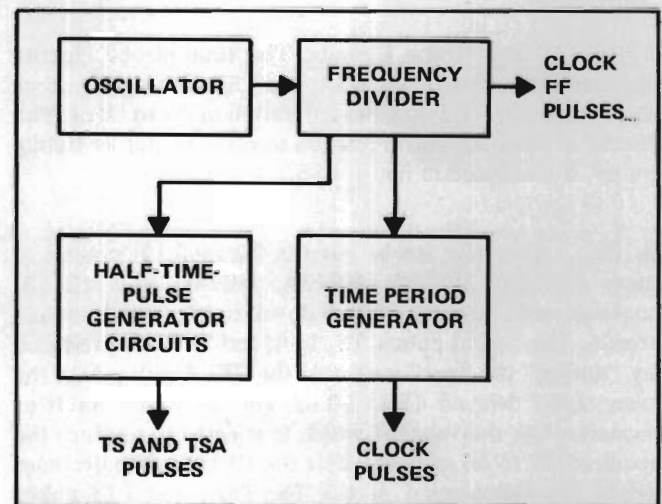 OSCILLATOR
FREQUENCY
DIVIDER
CLOCK
FF
PULSES
HALF-TIME-
PULSE
GENERATOR
CIRCUITS
TIME PERIOD
GENERATOR
TS AND TSA
PULSES
CLOCK
PULSES